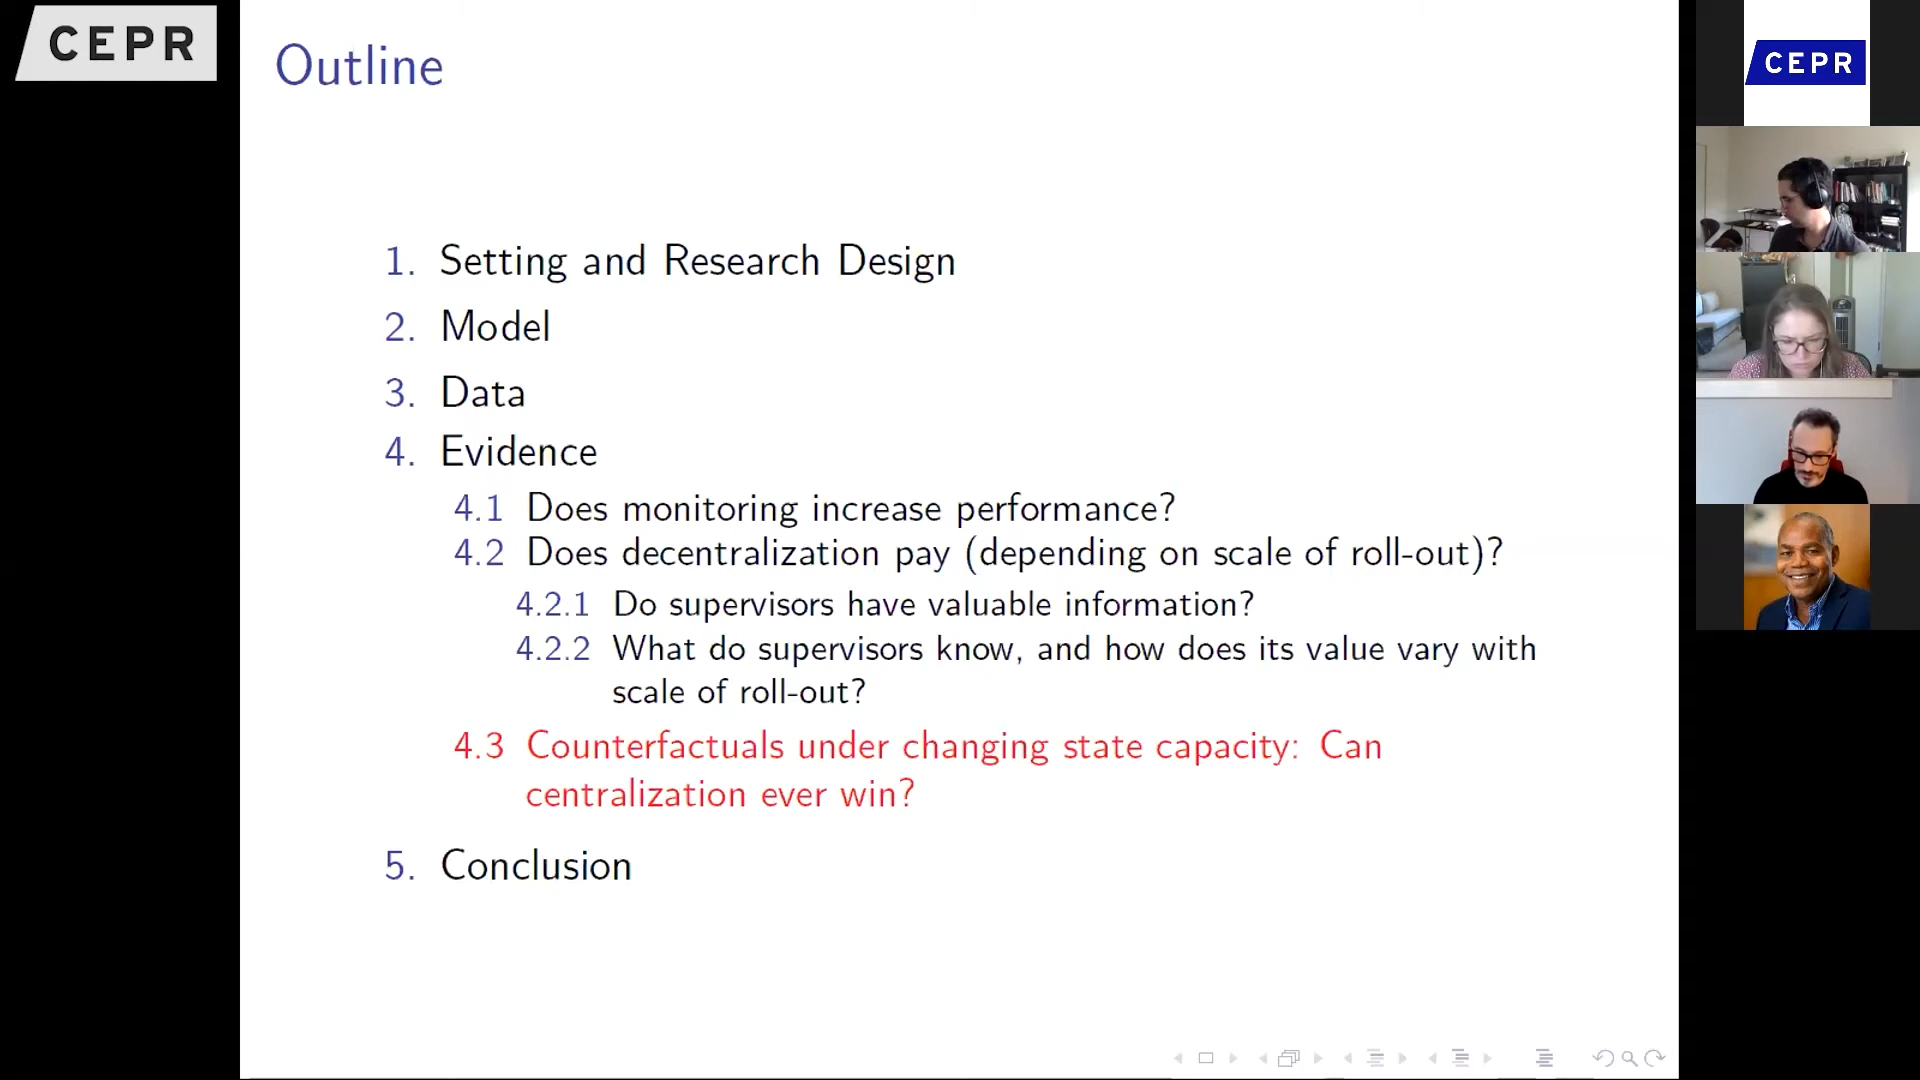 CEPR
Outline
1. Setting and Research Design
2. Model
3. Data
4. Evidence
4.1 Does monitoring increase performance?
4.2 Does decentralization pay (depending on scale of roll-out)?
4.2.1 Do supervisors have valuable information?
4.2.2 What do supervisors know, and how does its value vary with
scale of roll-out?
4.3 Counterfactuals under changing state capacity: Can
centralization ever win?
5. Conclusion
CEPR